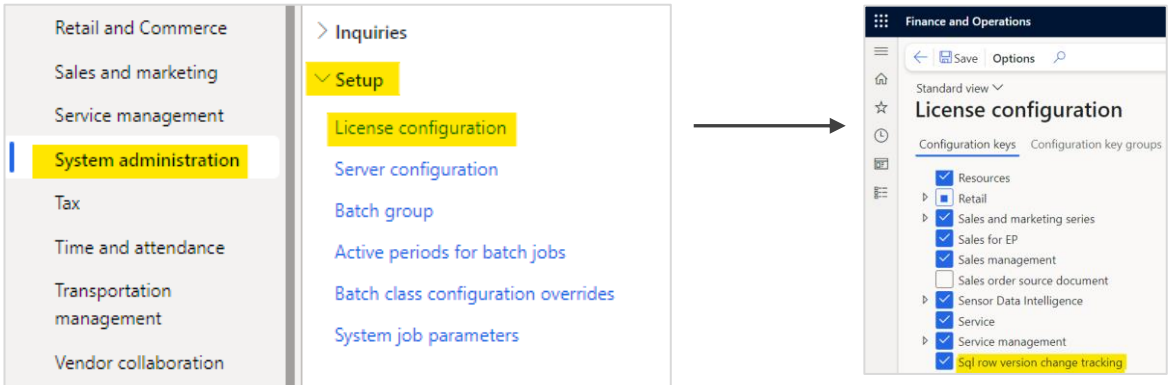 Retail and Commerce
Sales and marketing
Service management
System administration
Tax
Time and attendance
Transportation
management
Vendor collaboration
Inquiries
Setup
License configuration
Server configuration
Batch group
Active periods for batch jobs
Batch class configuration overrides
System job parameters
Finance and Operations
Save Options
Standard view
License configuration
Configuration keys Configuration key groups
Resources
Retail
Sales and marketing series
Sales for EP
Sales management
Sales order source document
Sensor Data Intelligence
Service
Service management
Sql row version change tracking